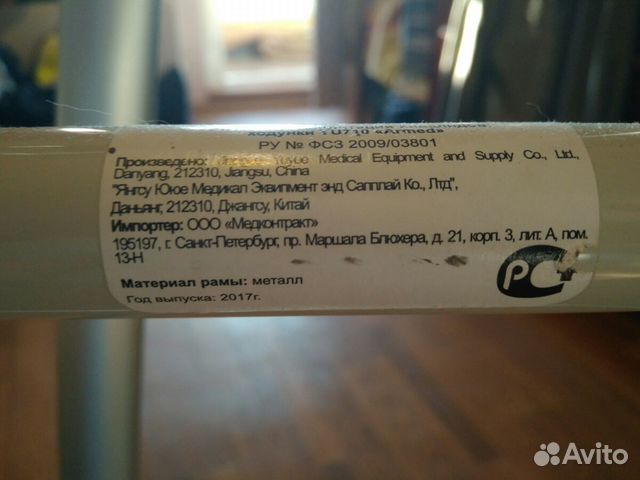 «Armed»
РУ № ФСЗ 2009/03801
Произведено: Medical Equipment and Supply Co., Ltd.,
Danyang, 212310, Jiangsu, China
"Янгсу Ююе Медикал Эквипмент энд Сапплай Ко., Лтд",
Даньянг, 212310, Джангсу, Китай
Импортер: ООО «Медконтракт»
195197, г. Санкт-Петербург, пр. Маршала Блюхера, д. 21, корп. 3, лит. А, пом.
13-Н
Материал рамы: металл
Год выпуска: 2017г.
РСТ
Avito